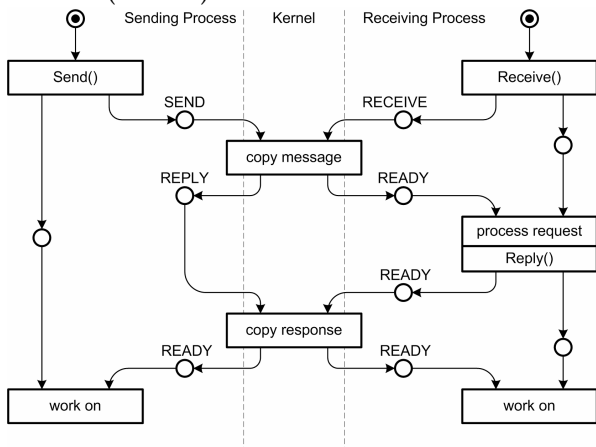 Sending Process
Kernel
Receiving Process
Send()
Receive()
SEND
RECEIVE
copy message
REPLY
READY
process request
Reply()
READY
copy response
READY
READY
work on
work on